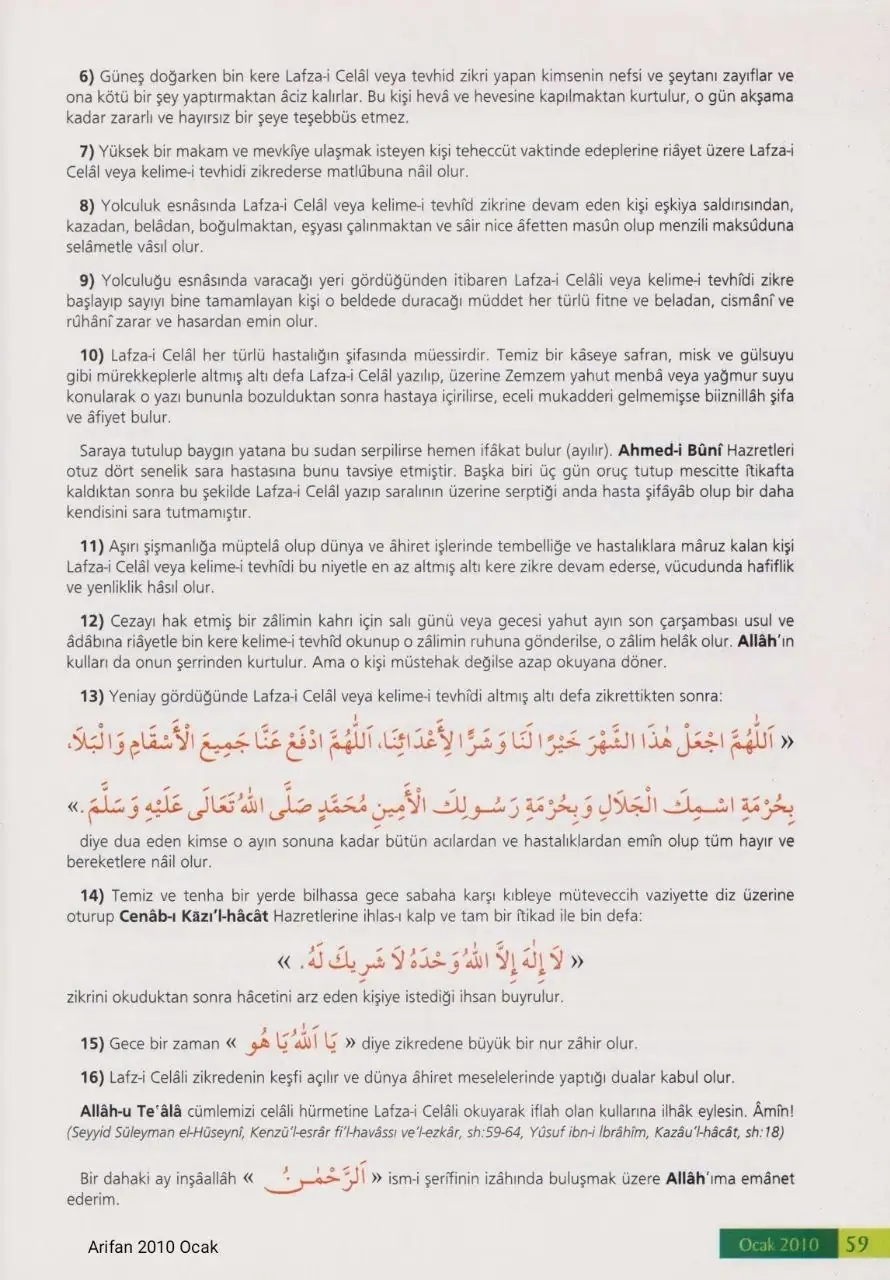 6) Güneş doğarken bin kere Lafza-i Celâl veya tevhid zikri yapan kimsenin nefsi ve şeytanı zayıflar ve
ona kötü bir şey yaptırmaktan âciz kalırlar. Bu kişi hevâ ve hevesine kapılmaktan kurtulur, o gün akşama
kadar zararlı ve hayırsız bir şeye teşebbüs etmez.
7) Yüksek bir makam ve mevkîye ulaşmak isteyen kişi teheccüt vaktinde edeplerine riâyet üzere Lafza-i
Celâl veya kelime-i tevhidi zikrederse matlûbuna nâil olur.
8) Yolculuk esnâsında Lafza-i Celâl veya kelime-i tevhîd zikrine devam eden kişi eşkiya saldırısından,
kazadan, belâdan, boğulmaktan, eşyası çalınmaktan ve sâir nice âfetten masûn olup menzili maksûduna
selâmetle vâsıl olur.
9) Yolculuğu esnâsında varacağı yeri gördüğünden itibaren Lafza-i Celâli veya kelime-i tevhîdi zikre
başlayıp sayıyı bine tamamlayan kişi o beldede duracağı müddet her türlü fitne ve beladan, cismânî ve
rûhânî zarar ve hasardan emin olur.
10) Lafza-i Celâl her türlü hastalığın şifasında müessirdir. Temiz bir kâseye safran, misk ve gülsuyu
gibi mürekkeplerle altmış altı defa Lafza-i Celâl yazılıp, üzerine Zemzem yahut menbâ veya yağmur suyu
konularak o yazı bununla bozulduktan sonra hastaya içirilirse, eceli mukadderi gelmemişse biiznillâh şifa
ve âfiyet bulur.
Saraya tutulup baygın yatana bu sudan serpilirse hemen ifâkat bulur (ayılır). Ahmed-i Bûnî Hazretleri
otuz dört senelik sara hastasına bunu tavsiye etmiştir. Başka biri üç gün oruç tutup mescitte îtikafta
kaldıktan sonra bu şekilde Lafza-i Celâl yazıp saralının üzerine serptiği anda hasta şifâyâb olup bir daha
kendisini sara tutmamıştır.
11) Aşırı şişmanlığa müptelâ olup dünya ve âhiret işlerinde tembelliğe ve hastalıklara mâruz kalan kişi
Lafza-i Celâl veya kelime-i tevhîdi bu niyetle en az altmış altı kere zikre devam ederse, vücudunda hafiflik
ve yenliklik hâsıl olur.
12) Cezayı hak etmiş bir zâlimin kahrı için salı günü veya gecesi yahut ayın son çarşambası usul ve
âdâbına riâyetle bin kere kelime-i tevhîd okunup o zâlimin ruhuna gönderilse, o zâlim helâk olur. Allâh'ın
kulları da onun şerrinden kurtulur. Ama o kişi müstehak değilse azap okuyana döner.
13) Yeniay gördüğünde Lafza-i Celâl veya kelime-i tevhîdi altmış altı defa zikrettikten sonra:
« اَللّٰهُمَّ اجْعَلْ هٰذَا الشَّهْرَ خَيْرًا لَنَا وَشَرًّا لِأَعْدَائِنَا، اَللّٰهُمَّ ادْفَعْ عَنَّا جَمِيعَ الْأَسْقَامِ وَالْبَلَاءِ،
بِحُرْمَةِ اسْمِكَ الْجَلَالِ وَبِحُرْمَةِ رَسُولِكَ الْأَمِينِ مُحَمَّدٍ صَلَّى اللهُ تَعَالَى عَلَيْهِ وَسَلَّمَ. »
diye dua eden kimse o ayın sonuna kadar bütün acılardan ve hastalıklardan emîn olup tüm hayır ve
bereketlere nâil olur.
14) Temiz ve tenha bir yerde bilhassa gece sabaha karşı kıbleye müteveccih vaziyette diz üzerine
oturup Cenâb-ı Kāzı'l-hâcât Hazretlerine ihlas-ı kalp ve tam bir îtikad ile bin defa:
« لَا إِلٰهَ إِلَّا اللهُ وَحْدَهُ لَا شَرِيكَ لَهُ. »
zikrini okuduktan sonra hâcetini arz eden kişiye istediği ihsan buyrulur.
15) Gece bir zaman « يَا اَللهُ يَا هُو » diye zikredene büyük bir nur zâhir olur.
16) Lafz-i Celâli zikredenin keşfi açılır ve dünya âhiret meselelerinde yaptığı dualar kabul olur.
Allâh-u Te'âlâ cümlemizi celâli hürmetine Lafza-i Celâli okuyarak iflah olan kullarına ilhâk eylesin. Âmîn!
(Seyyid Süleyman el-Hüseynî, Kenzü'l-esrâr fi'l-havâssı ve'l-ezkâr, sh:59-64, Yûsuf ibn-i İbrâhîm, Kazâu'l-hâcât, sh:18)
Bir dahaki ay inşâallâh « اَلرَّحْمٰنُ » ism-i şerîfinin izâhında buluşmak üzere Allâh'ıma emânet
ederim.
Arifan 2010 Ocak
Ocak 2010 59